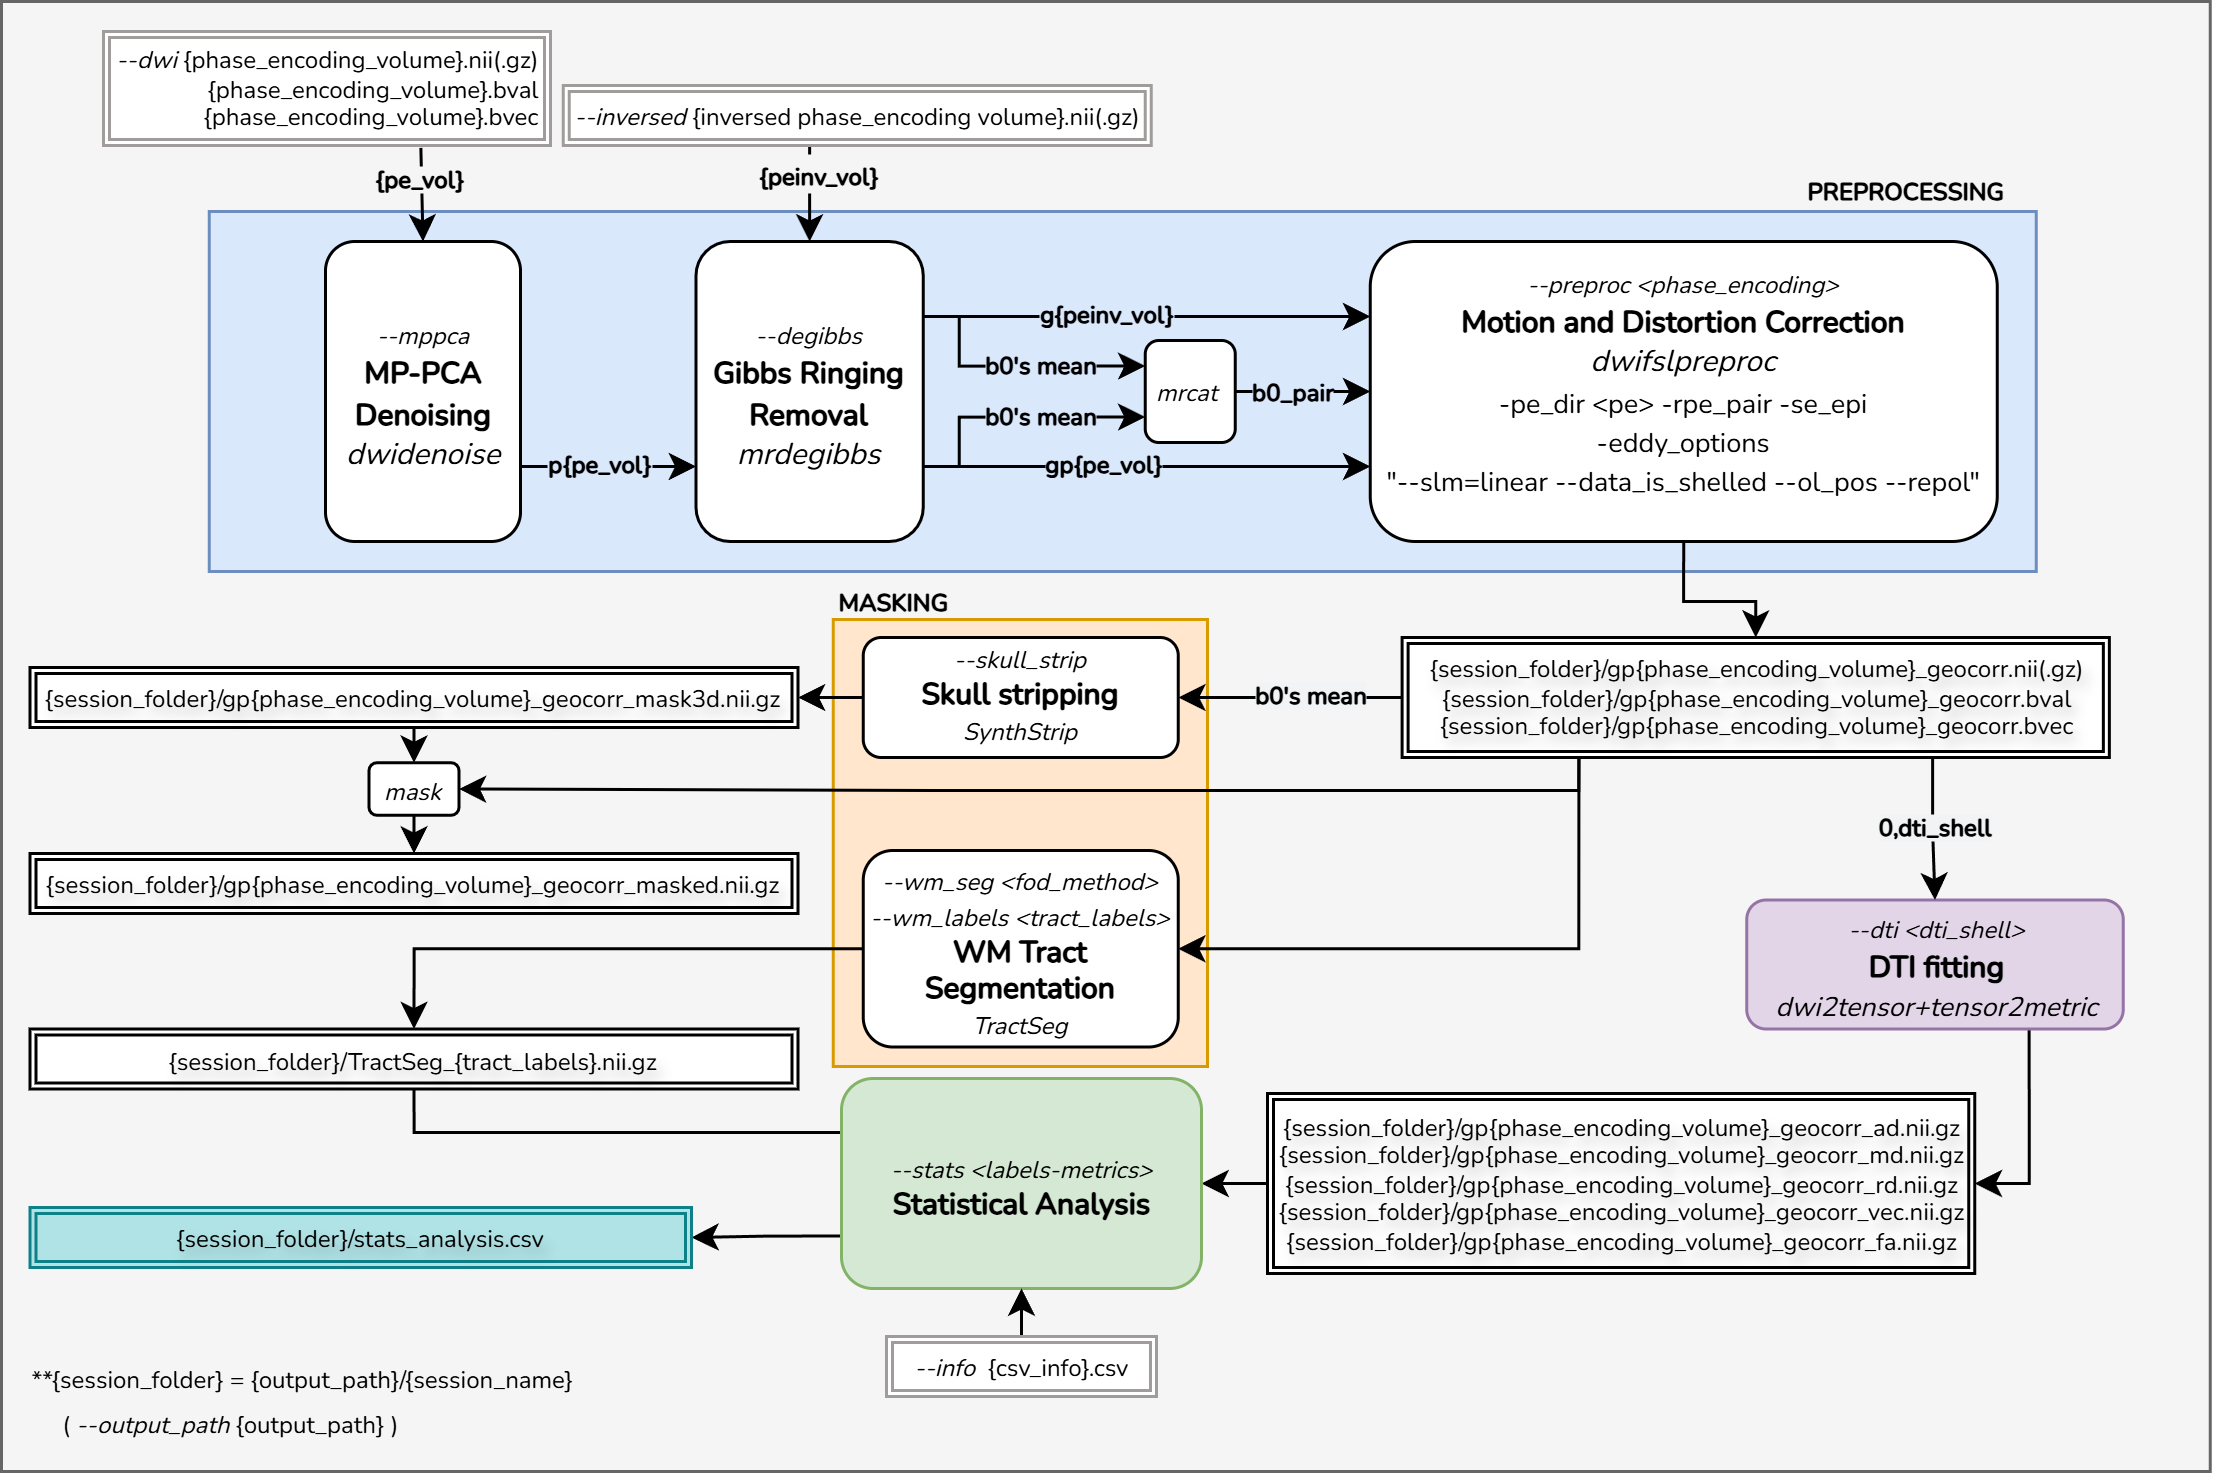 --dwi {phase_encoding_volume}.nii(.gz)
{phase_encoding_volume}.bval
{phase_encoding_volume}.bvec
--inversed {inversed phase_encoding volume}.nii(.gz)
{pe_vol}
{peinv_vol}
PREPROCESSING
--mppca
MP-PCA
Denoising
dwidenoise
p{pe_vol}
--degibbs
Gibbs Ringing
Removal
mrdegibbs
g{peinv_vol}
b0's mean
b0's mean
gp{pe_vol}
mrcat
b0_pair
--preproc <phase_encoding>
Motion and Distortion Correction
dwifslpreproc
-pe_dir <pe> -rpe_pair -se_epi
-eddy_options
"--slm=linear --data_is_shelled --ol_pos --repol"
MASKING
--skull_strip
Skull stripping
SynthStrip
b0's mean
{session_folder}/gp{phase_encoding_volume}_geocorr.nii(.gz)
{session_folder}/gp{phase_encoding_volume}_geocorr.bval
{session_folder}/gp{phase_encoding_volume}_geocorr.bvec
{session_folder}/gp{phase_encoding_volume}_geocorr_mask3d.nii.gz
mask
{session_folder}/gp{phase_encoding_volume}_geocorr_masked.nii.gz
--wm_seg <fod_method>
--wm_labels <tract_labels>
WM Tract
Segmentation
TractSeg
0,dti_shell
--dti <dti_shell>
DTI fitting
dwi2tensor+tensor2metric
{session_folder}/TractSeg_{tract_labels}.nii.gz
--stats <labels-metrics>
Statistical Analysis
{session_folder}/gp{phase_encoding_volume}_geocorr_ad.nii.gz
{session_folder}/gp{phase_encoding_volume}_geocorr_md.nii.gz
{session_folder}/gp{phase_encoding_volume}_geocorr_rd.nii.gz
{session_folder}/gp{phase_encoding_volume}_geocorr_vec.nii.gz
{session_folder}/gp{phase_encoding_volume}_geocorr_fa.nii.gz
{session_folder}/stats_analysis.csv
--info {csv_info}.csv
**{session_folder} = {output_path}/{session_name}
( --output_path {output_path} )